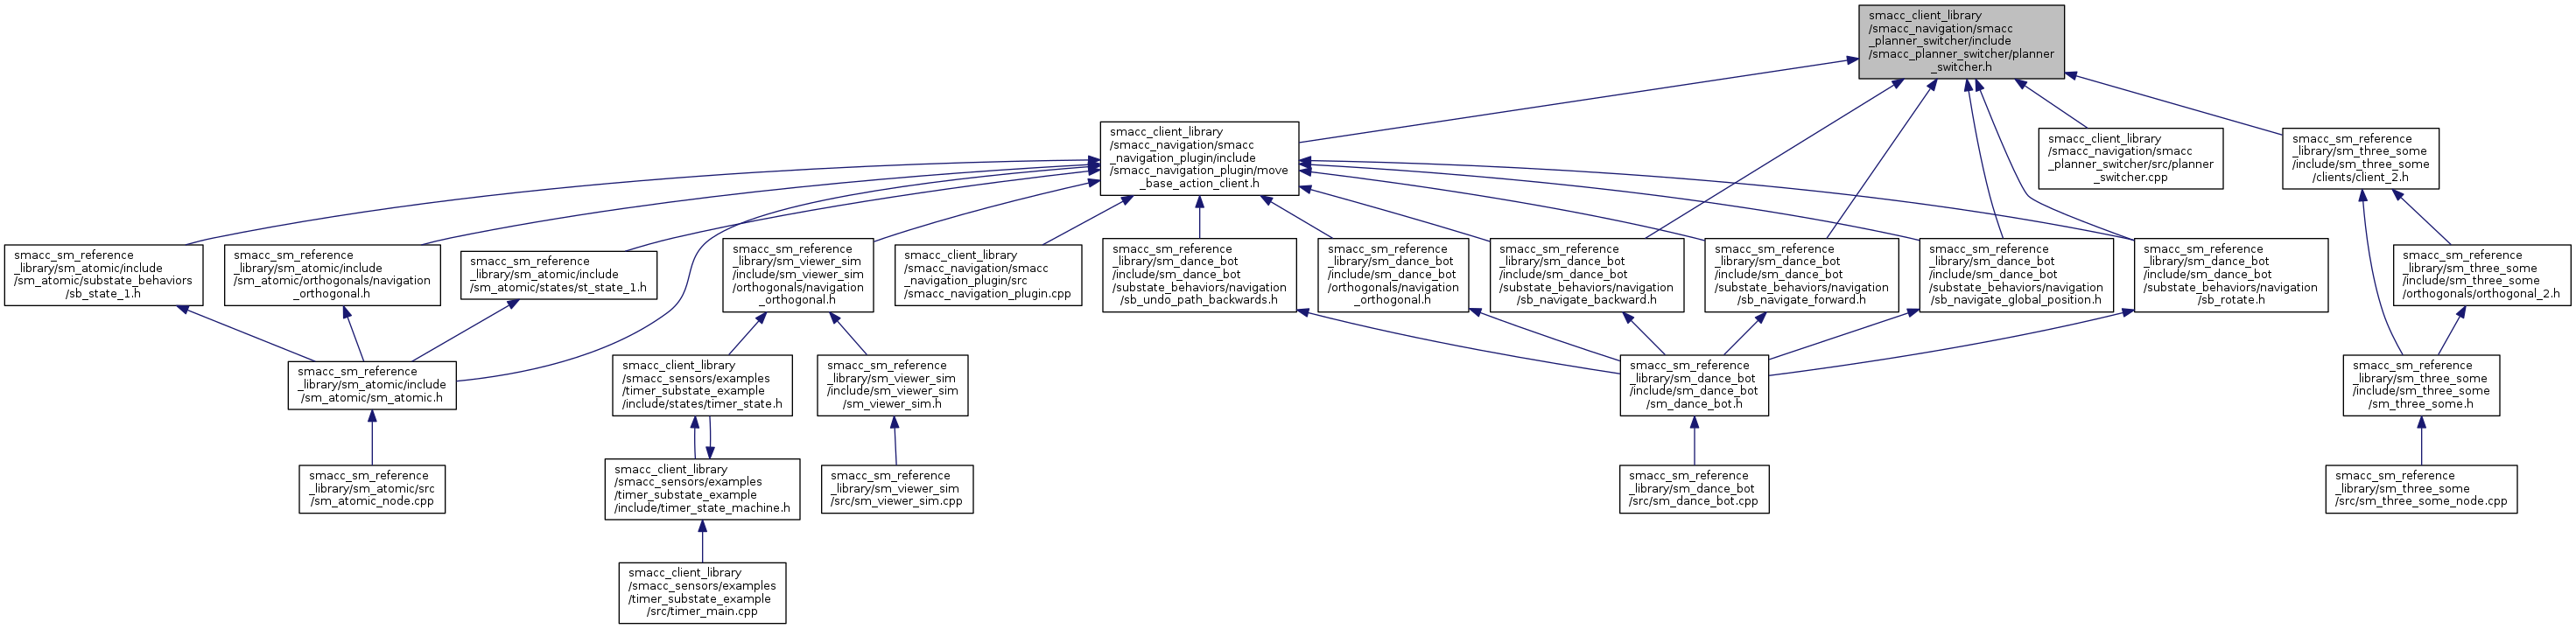 smacc_client_library
/smacc_navigation/smacc
_planner_switcher/include
/smacc_planner_switcher/planner
_switcher.h
smacc_client_library
/smacc_navigation/smacc
_navigation_plugin/include
/smacc_navigation_plugin/move
_base_action_client.h
smacc_client_library
/smacc_navigation/smacc
_planner_switcher/src/planner
_switcher.cpp
smacc_sm_reference
_library/sm_three_some
/include/sm_three_some
/clients/client_2.h
smacc_sm_reference
_library/sm_atomic/include
/sm_atomic/substate_behaviors
/sb_state_1.h
smacc_sm_reference
_library/sm_atomic/include
/sm_atomic/orthogonals/navigation
_orthogonal.h
smacc_sm_reference
_library/sm_atomic/include
/sm_atomic/states/st_state_1.h
smacc_sm_reference
_library/sm_viewer_sim
/include/sm_viewer_sim
/orthogonals/navigation
_orthogonal.h
smacc_client_library
/smacc_navigation/smacc
_navigation_plugin/src
/smacc_navigation_plugin.cpp
smacc_sm_reference
_library/sm_dance_bot
/include/sm_dance_bot
/substate_behaviors/navigation
/sb_undo_path_backwards.h
smacc_sm_reference
_library/sm_dance_bot
/include/sm_dance_bot
/orthogonals/navigation
_orthogonal.h
smacc_sm_reference
_library/sm_dance_bot
/include/sm_dance_bot
/substate_behaviors/navigation
/sb_navigate_backward.h
smacc_sm_reference
_library/sm_dance_bot
/include/sm_dance_bot
/substate_behaviors/navigation
/sb_navigate_forward.h
smacc_sm_reference
_library/sm_dance_bot
/include/sm_dance_bot
/substate_behaviors/navigation
/sb_navigate_global_position.h
smacc_sm_reference
_library/sm_dance_bot
/include/sm_dance_bot
/substate_behaviors/navigation
/sb_rotate.h
smacc_sm_reference
_library/sm_three_some
/include/sm_three_some
/orthogonals/orthogonal_2.h
smacc_sm_reference
_library/sm_atomic/include
/sm_atomic/sm_atomic.h
smacc_client_library
/smacc_sensors/examples
/timer_substate_example
/include/states/timer_state.h
smacc_sm_reference
_library/sm_viewer_sim
/include/sm_viewer_sim
/sm_viewer_sim.h
smacc_sm_reference
_library/sm_dance_bot
/include/sm_dance_bot
/sm_dance_bot.h
smacc_sm_reference
_library/sm_three_some
/include/sm_three_some
/sm_three_some.h
smacc_sm_reference
_library/sm_atomic/src
/sm_atomic_node.cpp
smacc_client_library
/smacc_sensors/examples
/timer_substate_example
/include/timer_state_machine.h
smacc_sm_reference
_library/sm_viewer_sim
/src/sm_viewer_sim.cpp
smacc_sm_reference
_library/sm_dance_bot
/src/sm_dance_bot.cpp
smacc_sm_reference
_library/sm_three_some
/src/sm_three_some_node.cpp
smacc_client_library
/smacc_sensors/examples
/timer_substate_example
/src/timer_main.cpp